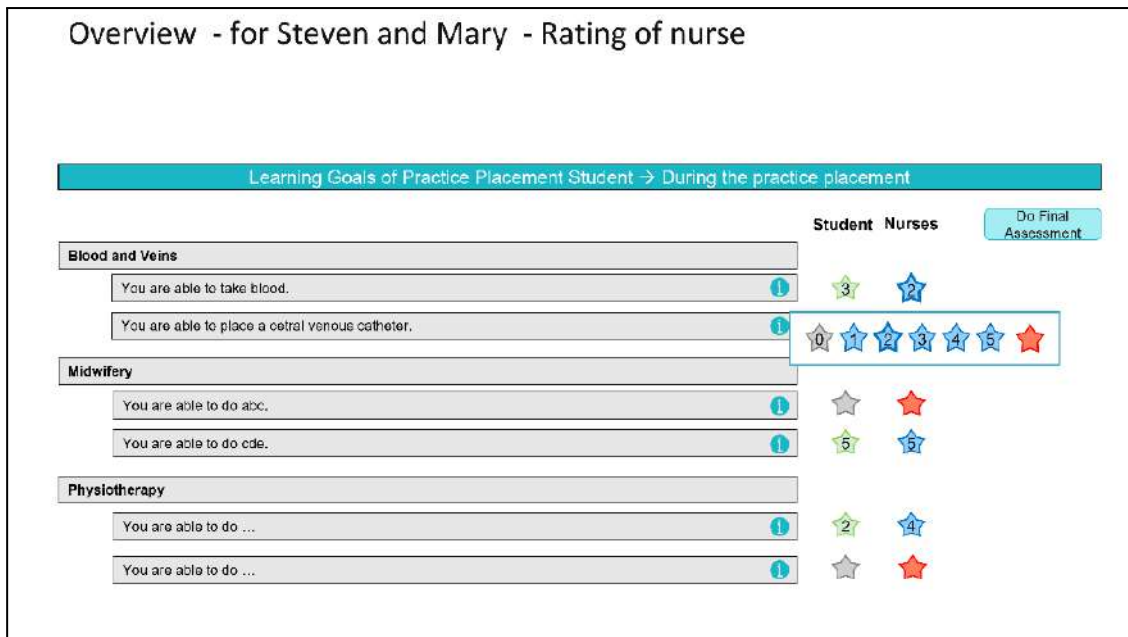 Overview - for Steven and Mary - Rating of nurse
Learning Goals of Practice Placement Student → During the practice placement
Student Nurses
Do Final
Assessment
Blood and Veins
You are able to take blood. i 3 2
You are able to place a cetral venous catheter. i
0 1 2 3 4 5
Midwifery
You are able to do abc. i
You are able to do cde. i 5 5
Physiotherapy
You are able to do ... i 2 4
You are able to do ... i